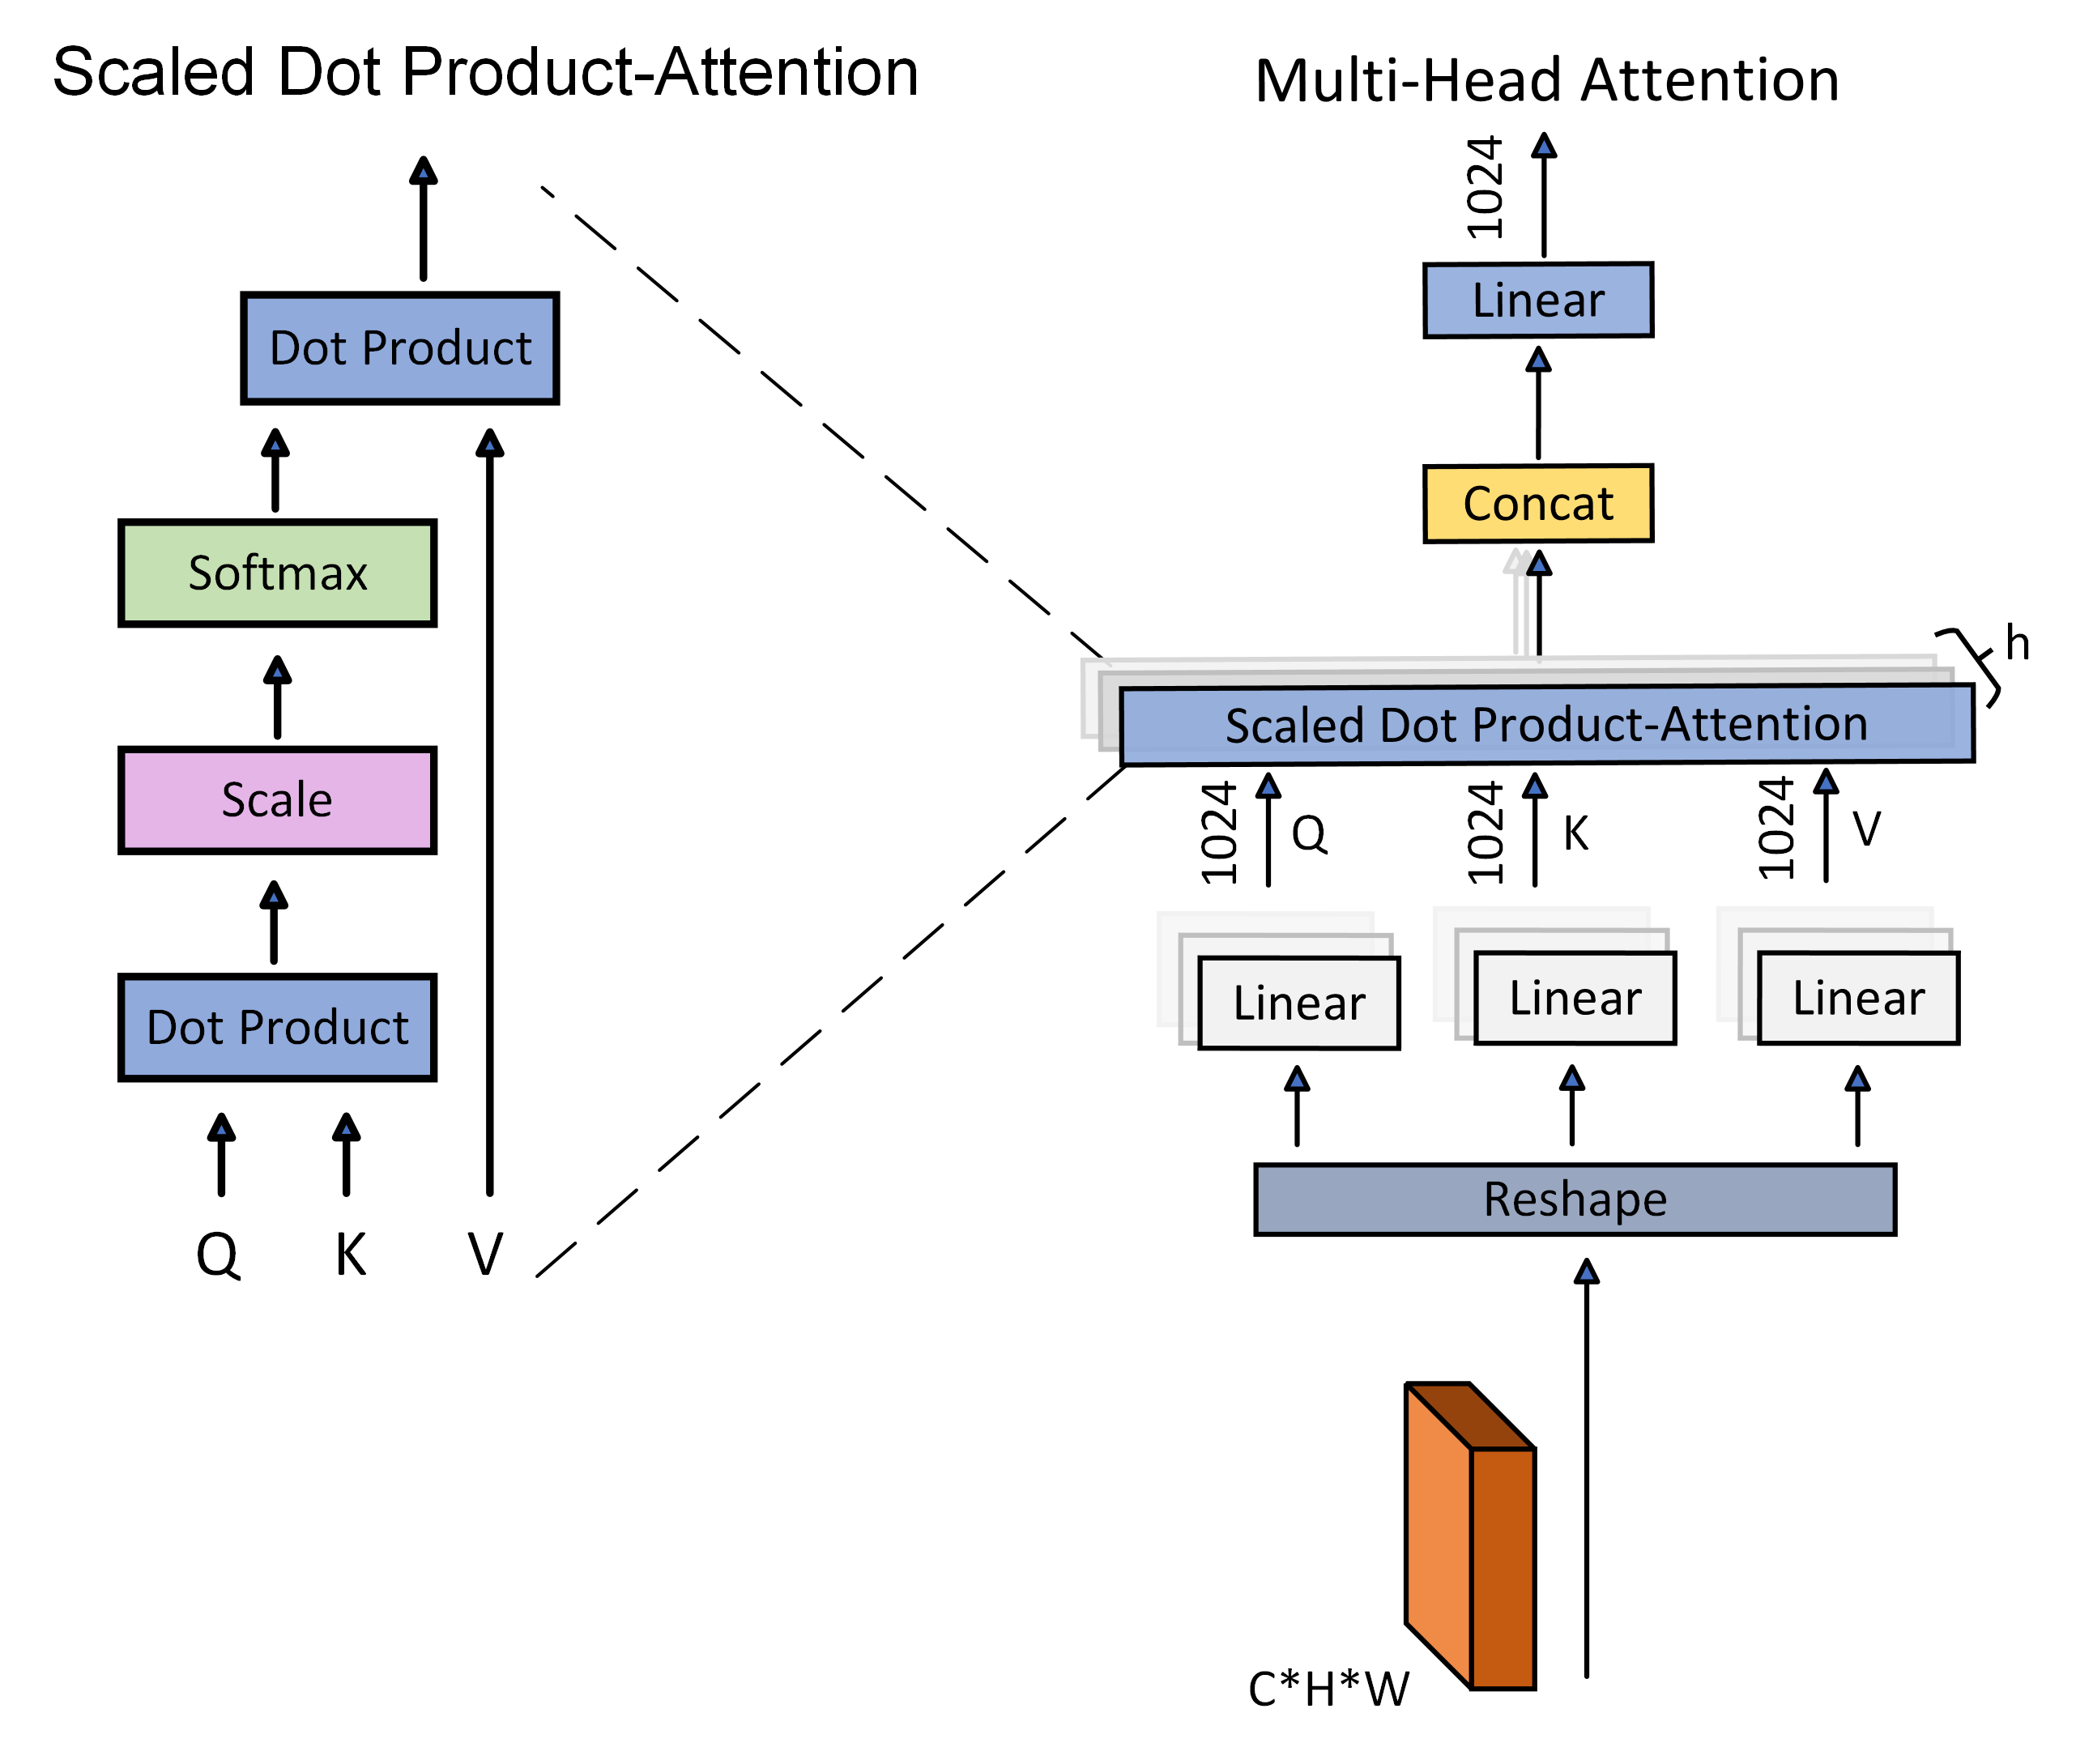 Scaled Dot Product-Attention
Dot Product
Softmax
Scale
Dot Product
Q K V
Multi-Head Attention
1024
Linear
Concat
h
Scaled Dot Product-Attention
1024 Q 1024 K 1024 V
Linear Linear Linear
Reshape
C*H*W